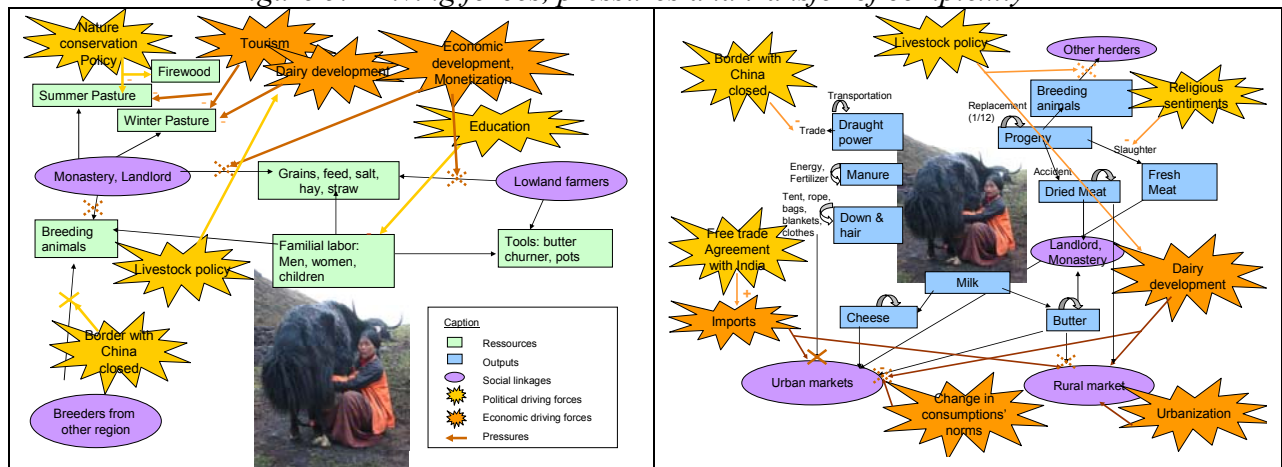 Nature
conservation
Policy
Tourism
Dairy development
Economic
development,
Monetization
Firewood
Summer Pasture
Winter Pasture
Education
Monastery, Landlord
Grains, feed, salt,
hay, straw
Lowland farmers
Breeding
animals
Familial labor:
Men, women,
children
Tools: butter
churner, pots
Livestock policy
Border with
China
closed
Breeders from
other region
Caption
Ressources
Outputs
Social linkages
Political driving forces
Economic driving forces
Pressures
Livestock policy
Other herders
Border with
China
closed
Breeding
animals
Religious
sentiments
Transportation
Replacement
(1/12)
Trade
Draught
power
Progeny
Slaughter
Energy,
Fertilizer
Manure
Accident
Dried Meat
Fresh
Meat
Tent, rope,
bags,
blankets,
clothes
Down &
hair
Free trade
Agreement
with India
Landlord,
Monastery
Milk
Dairy
development
Imports
Cheese
Butter
Urban markets
Rural market
Change in
consumptions'
norms
Urbanization